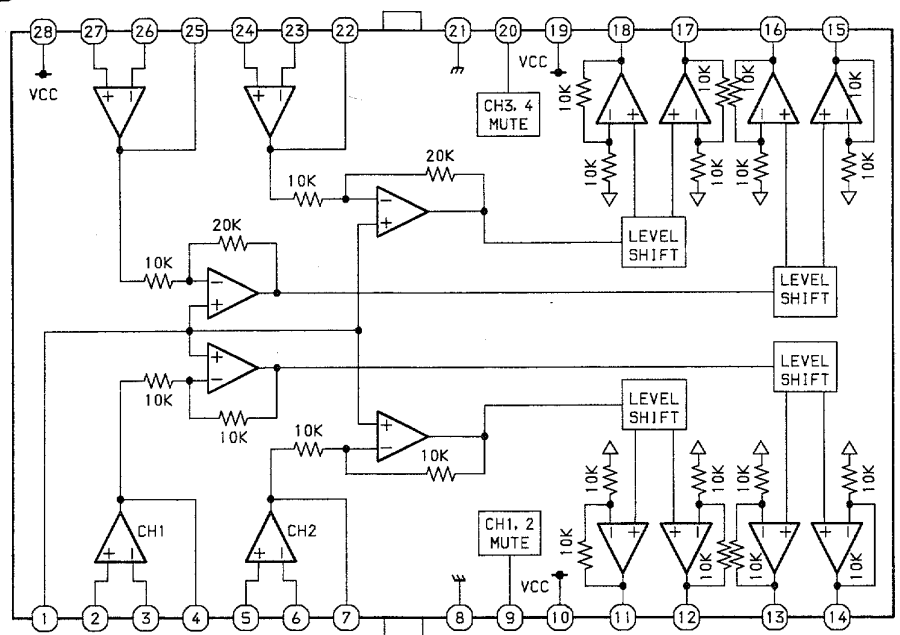 28 27 26 25 24 23 22 21 20 19 18 17 16 15
VCC
+ −
+ −
CH3, 4
MUTE
VCC
10K
10K
10K
10K
10K
10K
10K
10K
− +
+ −
− +
+ −
20K
10K
−
+
LEVEL
SHIFT
20K
10K
−
+
LEVEL
SHIFT
+
−
10K
10K
LEVEL
SHIFT
LEVEL
SHIFT
10K
+
−
10K
10K
10K
10K
10K
10K
10K
10K
10K
− +
+ −
− +
+ −
CH1
+ −
CH2
+ −
CH1, 2
MUTE
VCC
1 2 3 4 5 6 7 8 9 10 11 12 13 14